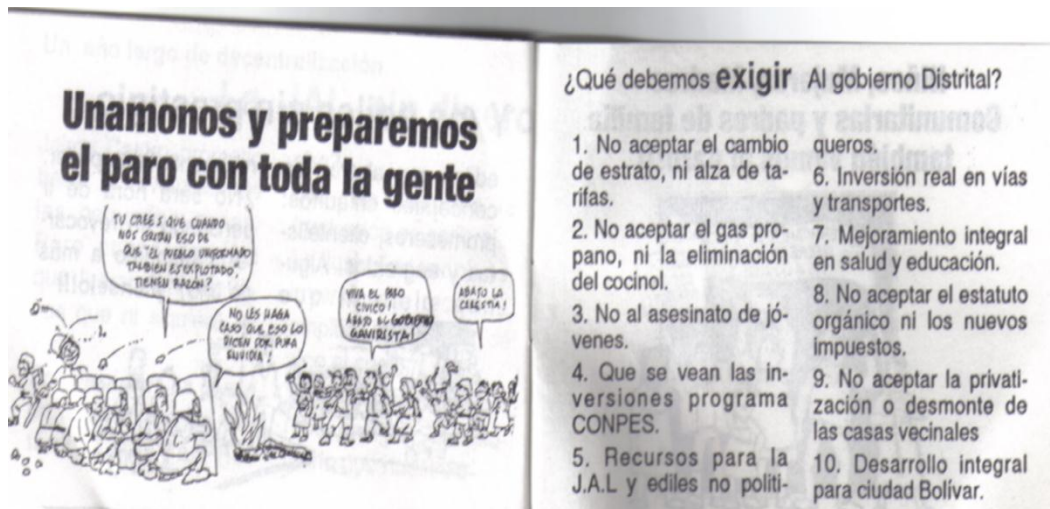 Unamonos y preparemos
el paro con toda la gente
TU CREES QUE CUANDO
NOS GRITAN ESO DE
QUE "EL PUEBLO UNIFORMADO
TAMBIEN ES EXPLOTADO",
TIENEN RAZON?
NO LES HAGA
CASO QUE ESO LO
DICEN POR PURA
ENVIDIA!
VIVA EL PARO
CIVICO!
ABAJO EL GOBIERNO
GAVIRISTA!
ABAJO LA
CARESTIA!
¿Qué debemos exigir Al gobierno Distrital?
1. No aceptar el cambio
de estrato, ni alza de ta-
rifas.
2. No aceptar el gas pro-
pano, ni la eliminación
del cocinol.
3. No al asesinato de jó-
venes.
4. Que se vean las in-
versiones programa
CONPES.
5. Recursos para la
J.A.L y ediles no politi-
queros.
6. Inversión real en vías
y transportes.
7. Mejoramiento integral
en salud y educación.
8. No aceptar el estatuto
orgánico ni los nuevos
impuestos.
9. No aceptar la privati-
zación o desmonte de
las casas vecinales
10. Desarrollo integral
para ciudad Bolívar.